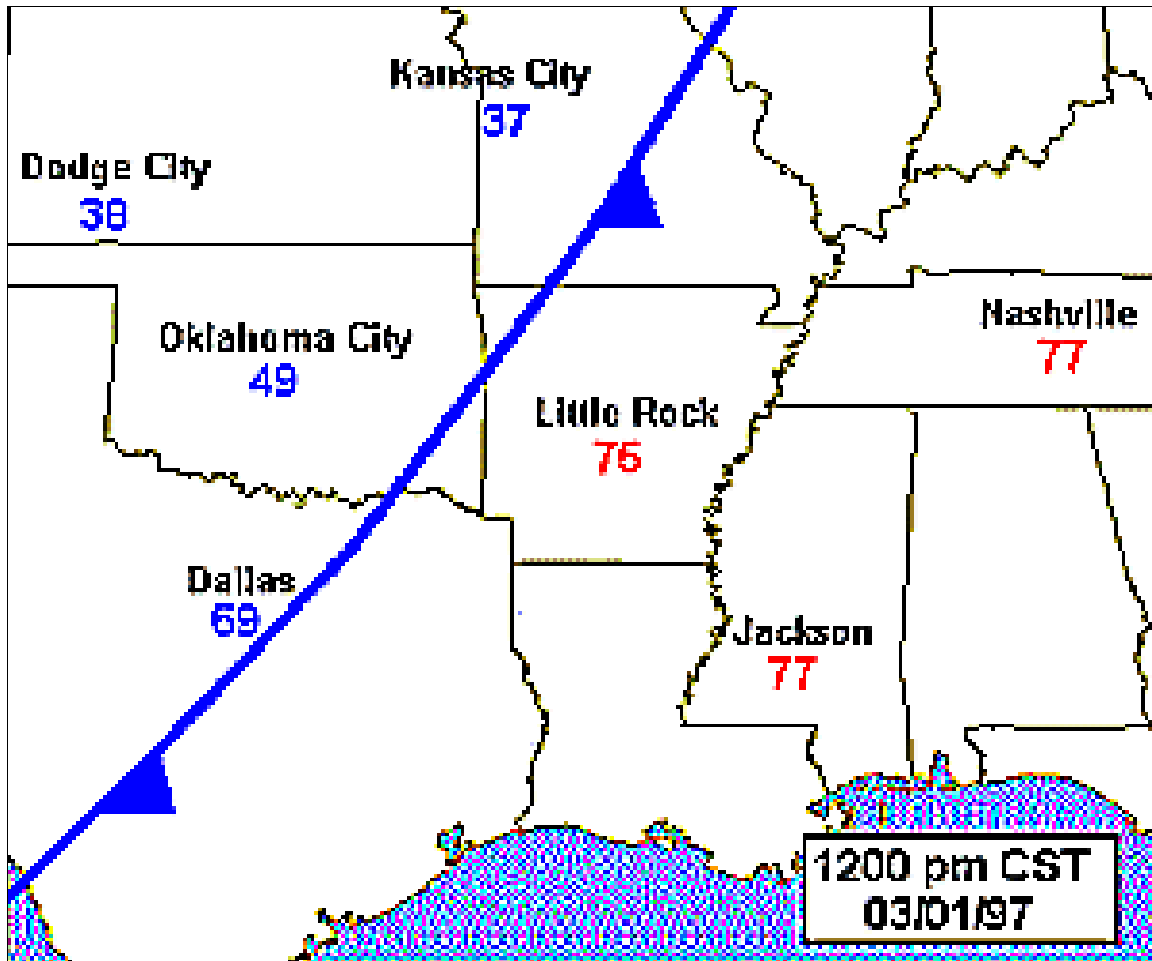 Kansas City
37
Dodge City
38
Oklahoma City
49
Nashville
77
Little Rock
76
Dallas
69
Jackson
77
1200 pm CST
03/01/97